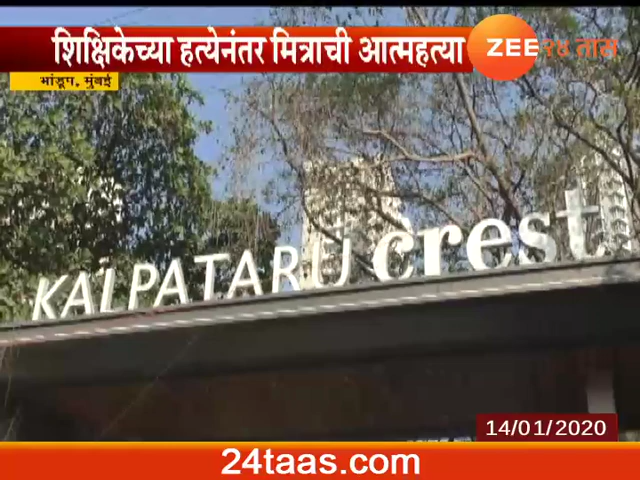 शिक्षिकेच्या हत्येनंतर मित्राची आत्महत्या
ZEE २४ तास
भांडूप, मुंबई
KALPATARU crest
14/01/2020
24taas.com